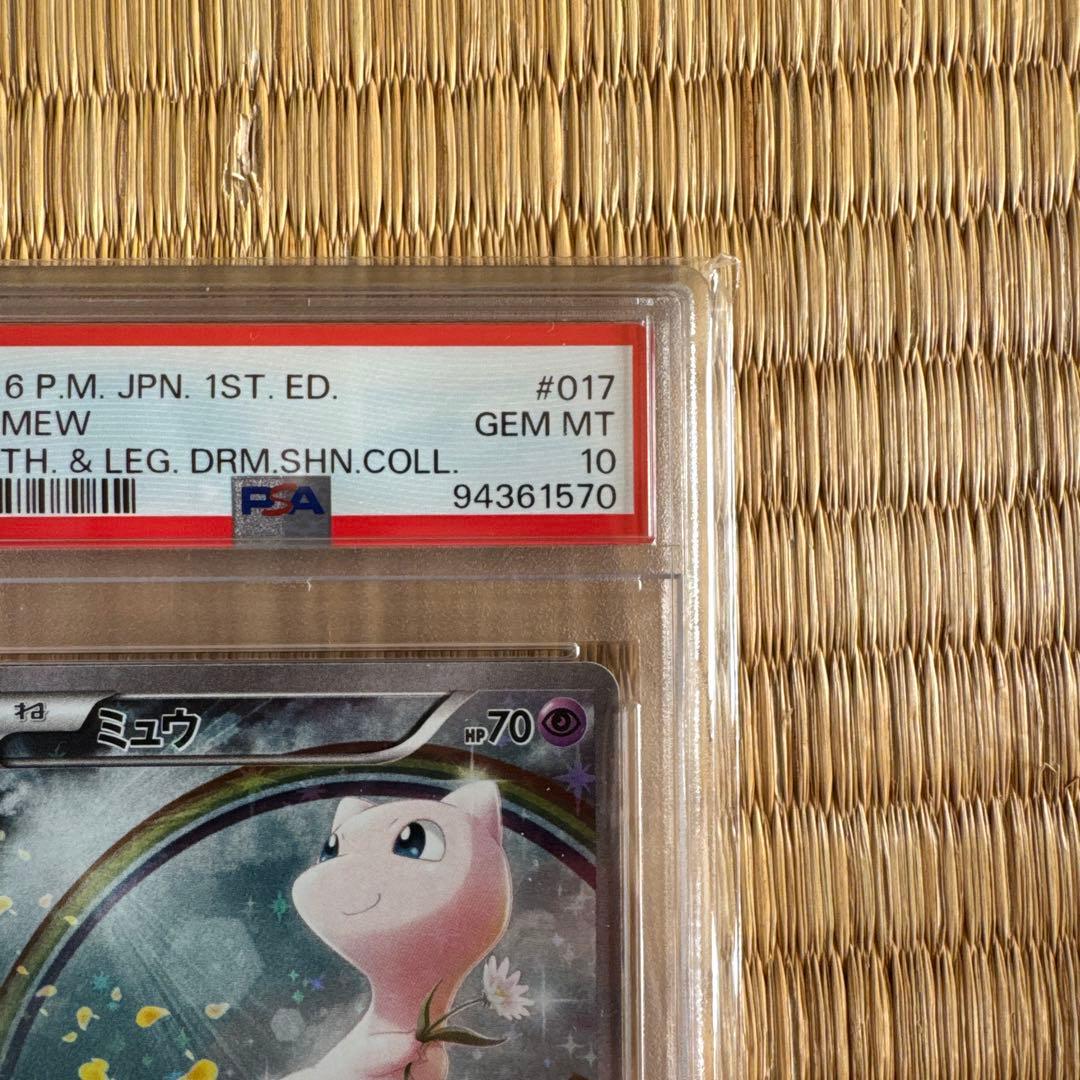 6 P.M. JPN. 1ST. ED. #017
MEW GEM MT
TH. & LEG. DRM.SHN.COLL. 10
PSA 94361570
ね ミュウ HP70